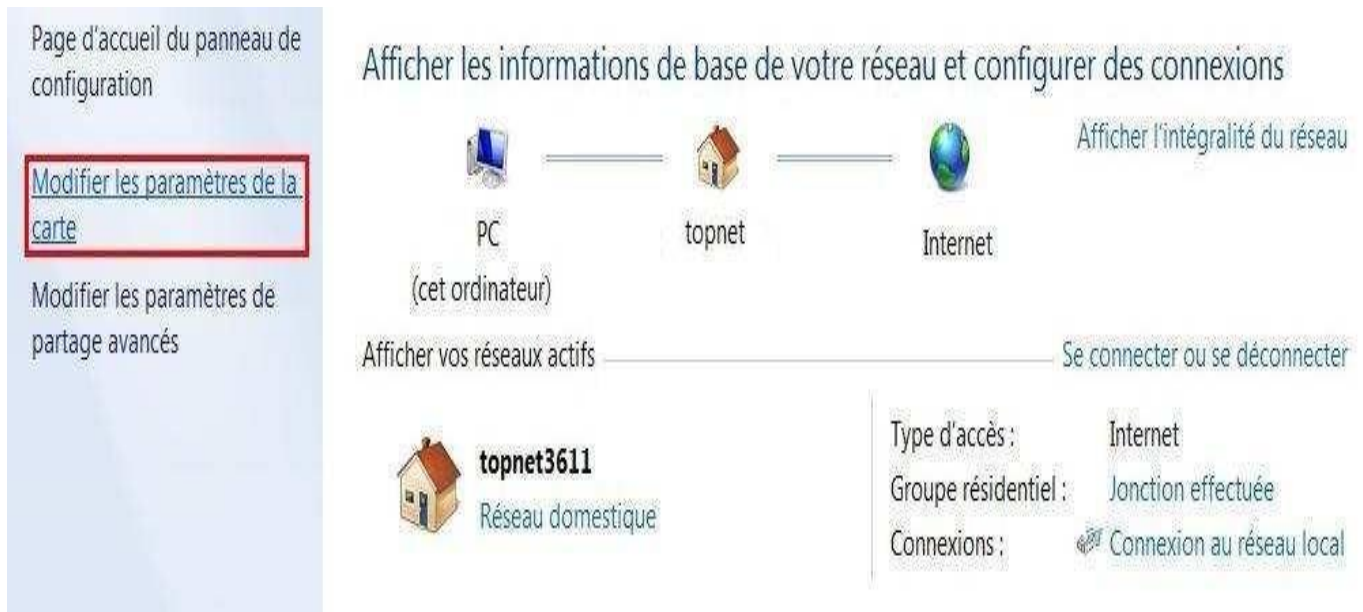 Page d'accueil du panneau de
configuration
Modifier les paramètres de la
carte
Modifier les paramètres de
partage avancés
Afficher les informations de base de votre réseau et configurer des connexions
Afficher l'intégralité du réseau
PC
(cet ordinateur)
topnet
Internet
Afficher vos réseaux actifs
Se connecter ou se déconnecter
topnet3611
Réseau domestique
Type d'accès : Internet
Groupe résidentiel : Jonction effectuée
Connexions : Connexion au réseau local